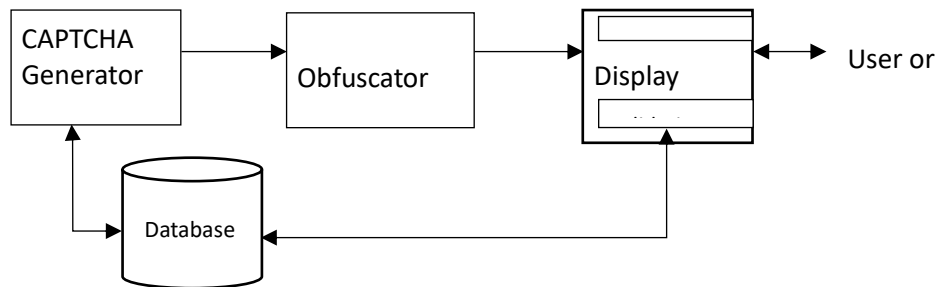 CAPTCHA
Generator
Obfuscator
Display
User or
Database